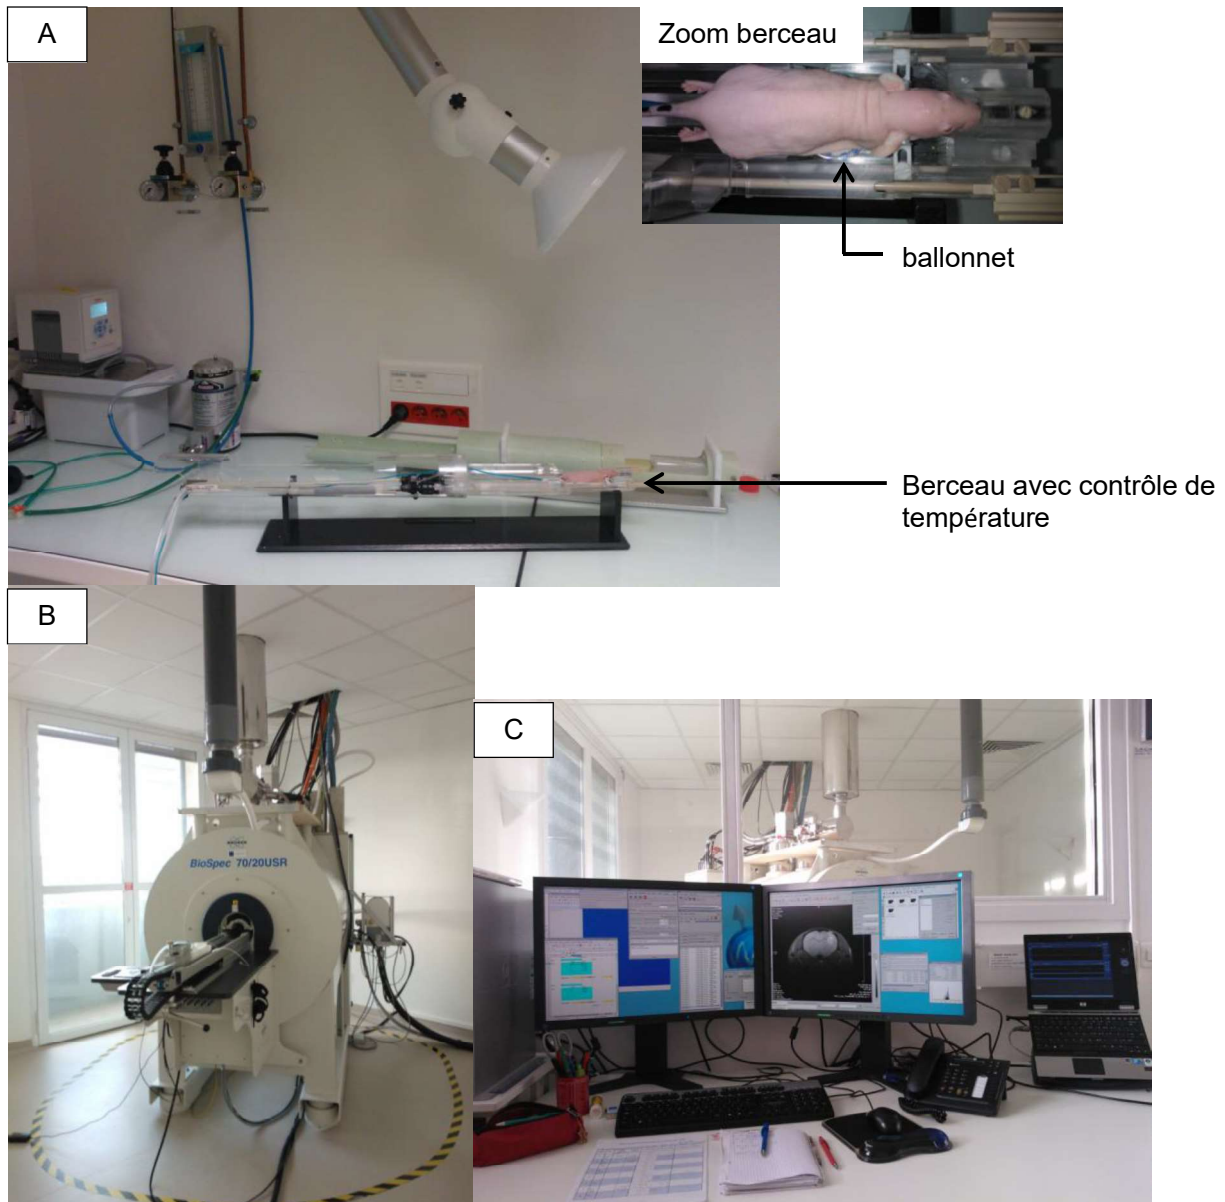 A
Zoom berceau
ballonnet
Berceau avec contrôle de
température
B
BioSpec 70/20USR
C